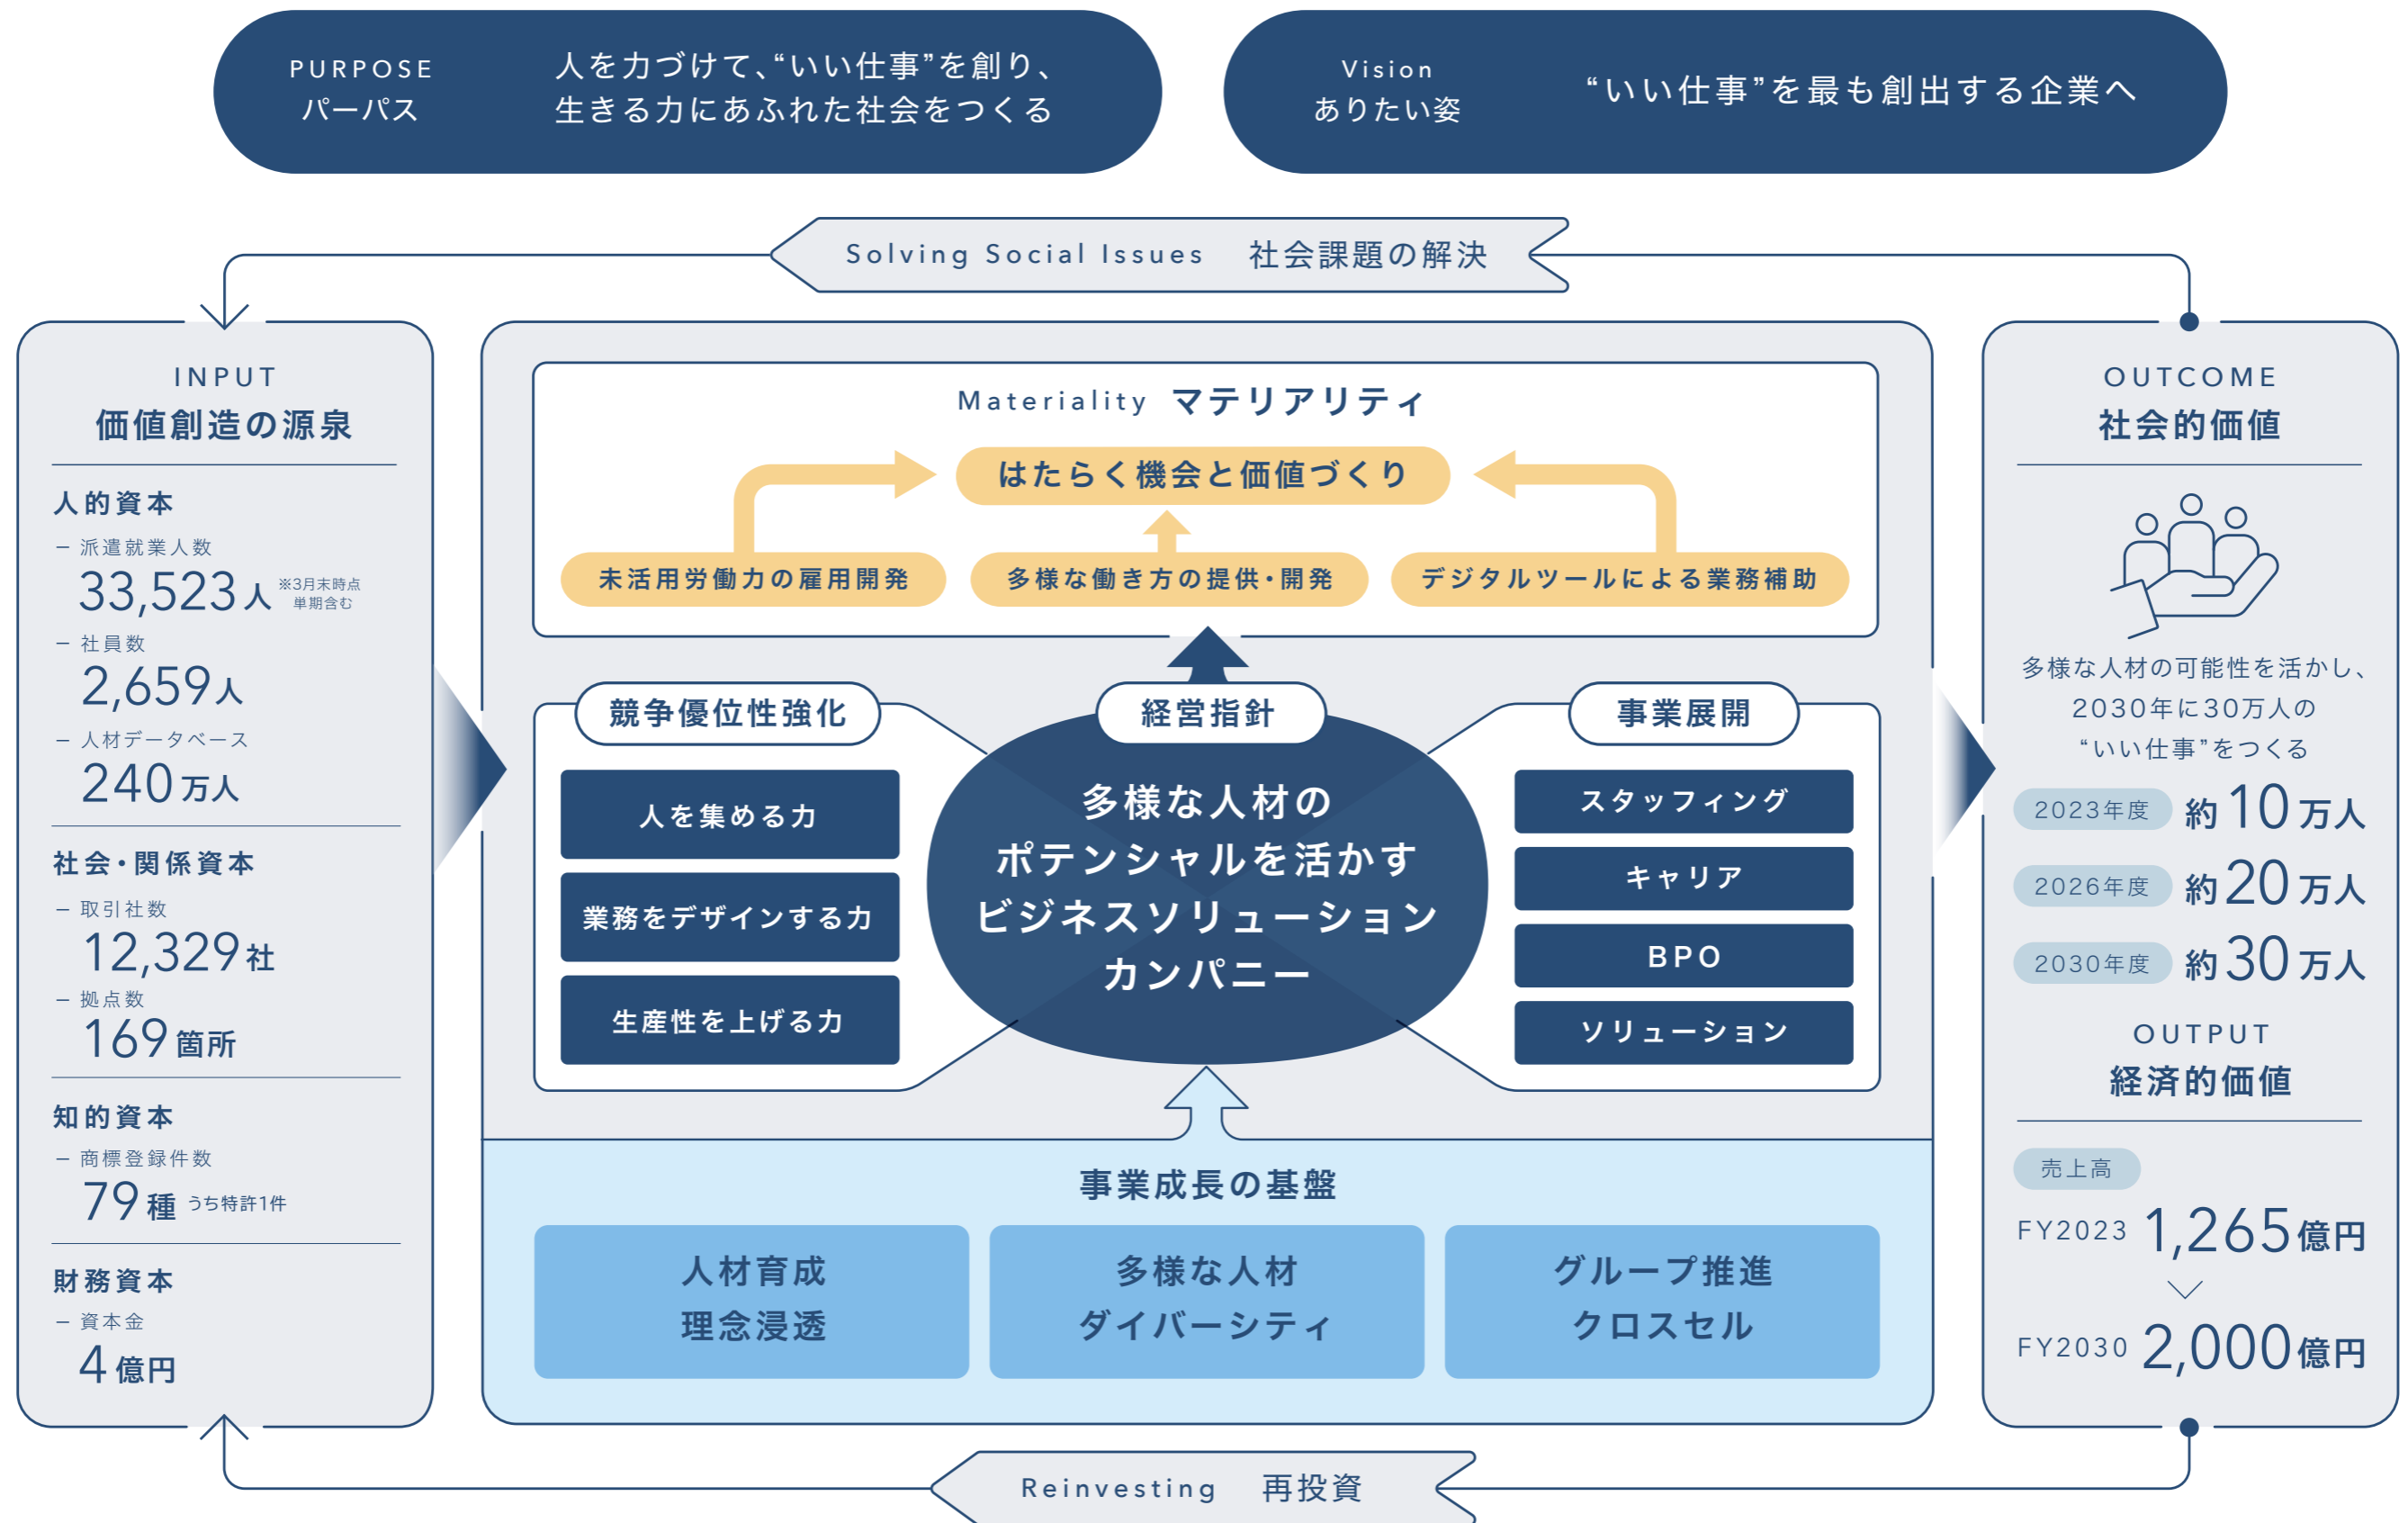 PURPOSE
パーパス
人を力づけて、“いい仕事”を創り、
生きる力にあふれた社会をつくる
Vision
ありたい姿
“いい仕事”を最も創出する企業へ
Solving Social Issues 社会課題の解決
INPUT
価値創造の源泉
人的資本
– 派遣就業人数
33,523人 ※3月末時点
単期含む
– 社員数
2,659人
– 人材データベース
240万人
社会・関係資本
– 取引社数
12,329社
– 拠点数
169箇所
知的資本
– 商標登録件数
79種 うち特許1件
財務資本
– 資本金
4億円
Materiality マテリアリティ
はたらく機会と価値づくり
未活用労働力の雇用開発
多様な働き方の提供・開発
デジタルツールによる業務補助
競争優位性強化
人を集める力
業務をデザインする力
生産性を上げる力
経営指針
多様な人材の
ポテンシャルを活かす
ビジネスソリューション
カンパニー
事業展開
スタッフィング
キャリア
BPO
ソリューション
事業成長の基盤
人材育成
理念浸透
多様な人材
ダイバーシティ
グループ推進
クロスセル
OUTCOME
社会的価値
多様な人材の可能性を活かし、
2030年に30万人の
“いい仕事”をつくる
2023年度 約10万人
2026年度 約20万人
2030年度 約30万人
OUTPUT
経済的価値
売上高
FY2023 1,265億円
FY2030 2,000億円
Reinvesting 再投資